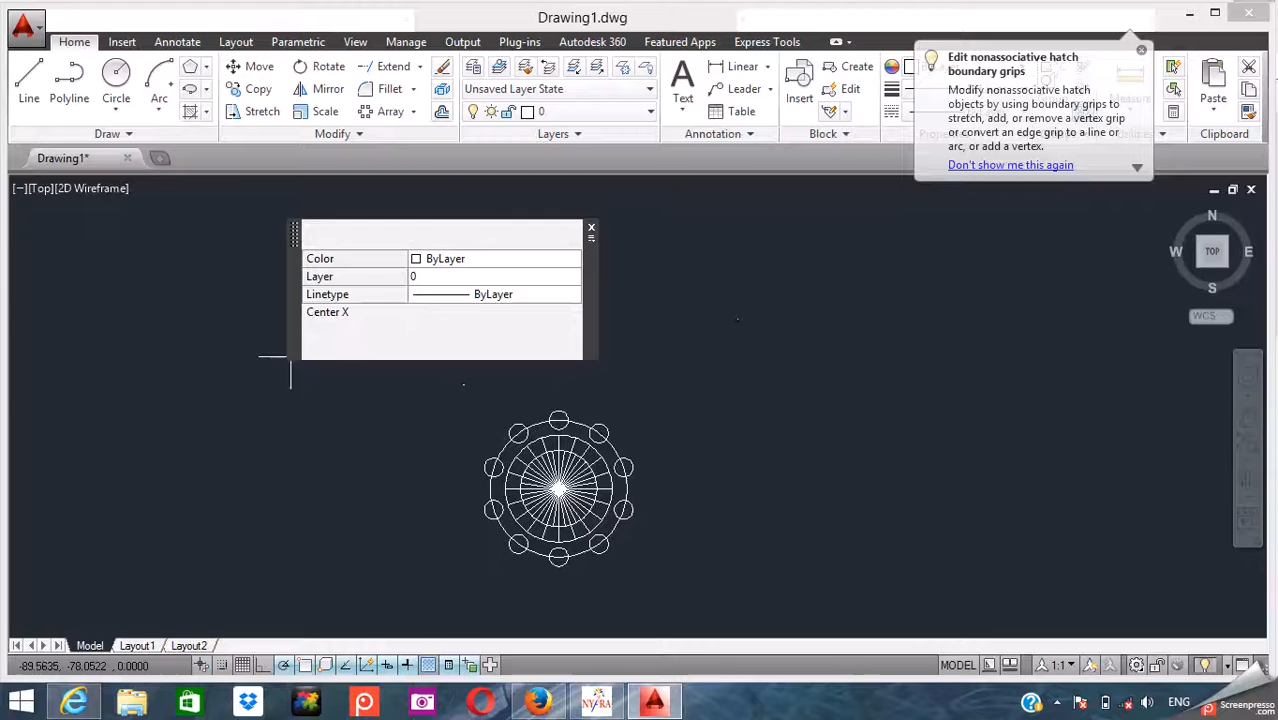 Drawing1.dwg
Home Insert Annotate Layout Parametric View Manage Output Plug-ins Autodesk 360 Featured Apps Express Tools
Edit nonassociative hatch
boundary grips
Modify nonassociative hatch
objects by using boundary grips to
stretch, add, or remove a vertex grip
or convert an edge grip to a line or
arc, or add a vertex.
Don't show me this again
Line Polyline Circle Arc
Move Rotate Extend
Copy Mirror Fillet
Stretch Scale Array
Unsaved Layer State
0
Text
Linear
Leader
Table
Insert
Create
Edit
Measure
Paste
Draw Modify Layers Annotation Block Clipboard
Drawing1*
[−][Top][2D Wireframe]
Color ByLayer
Layer 0
Linetype ByLayer
Center X
N
W TOP E
S
WCS
Model Layout1 Layout2
-89.5635, -78.0522 , 0.0000
MODEL
1:1
NYFRA
ENG
Screenpresso
.com